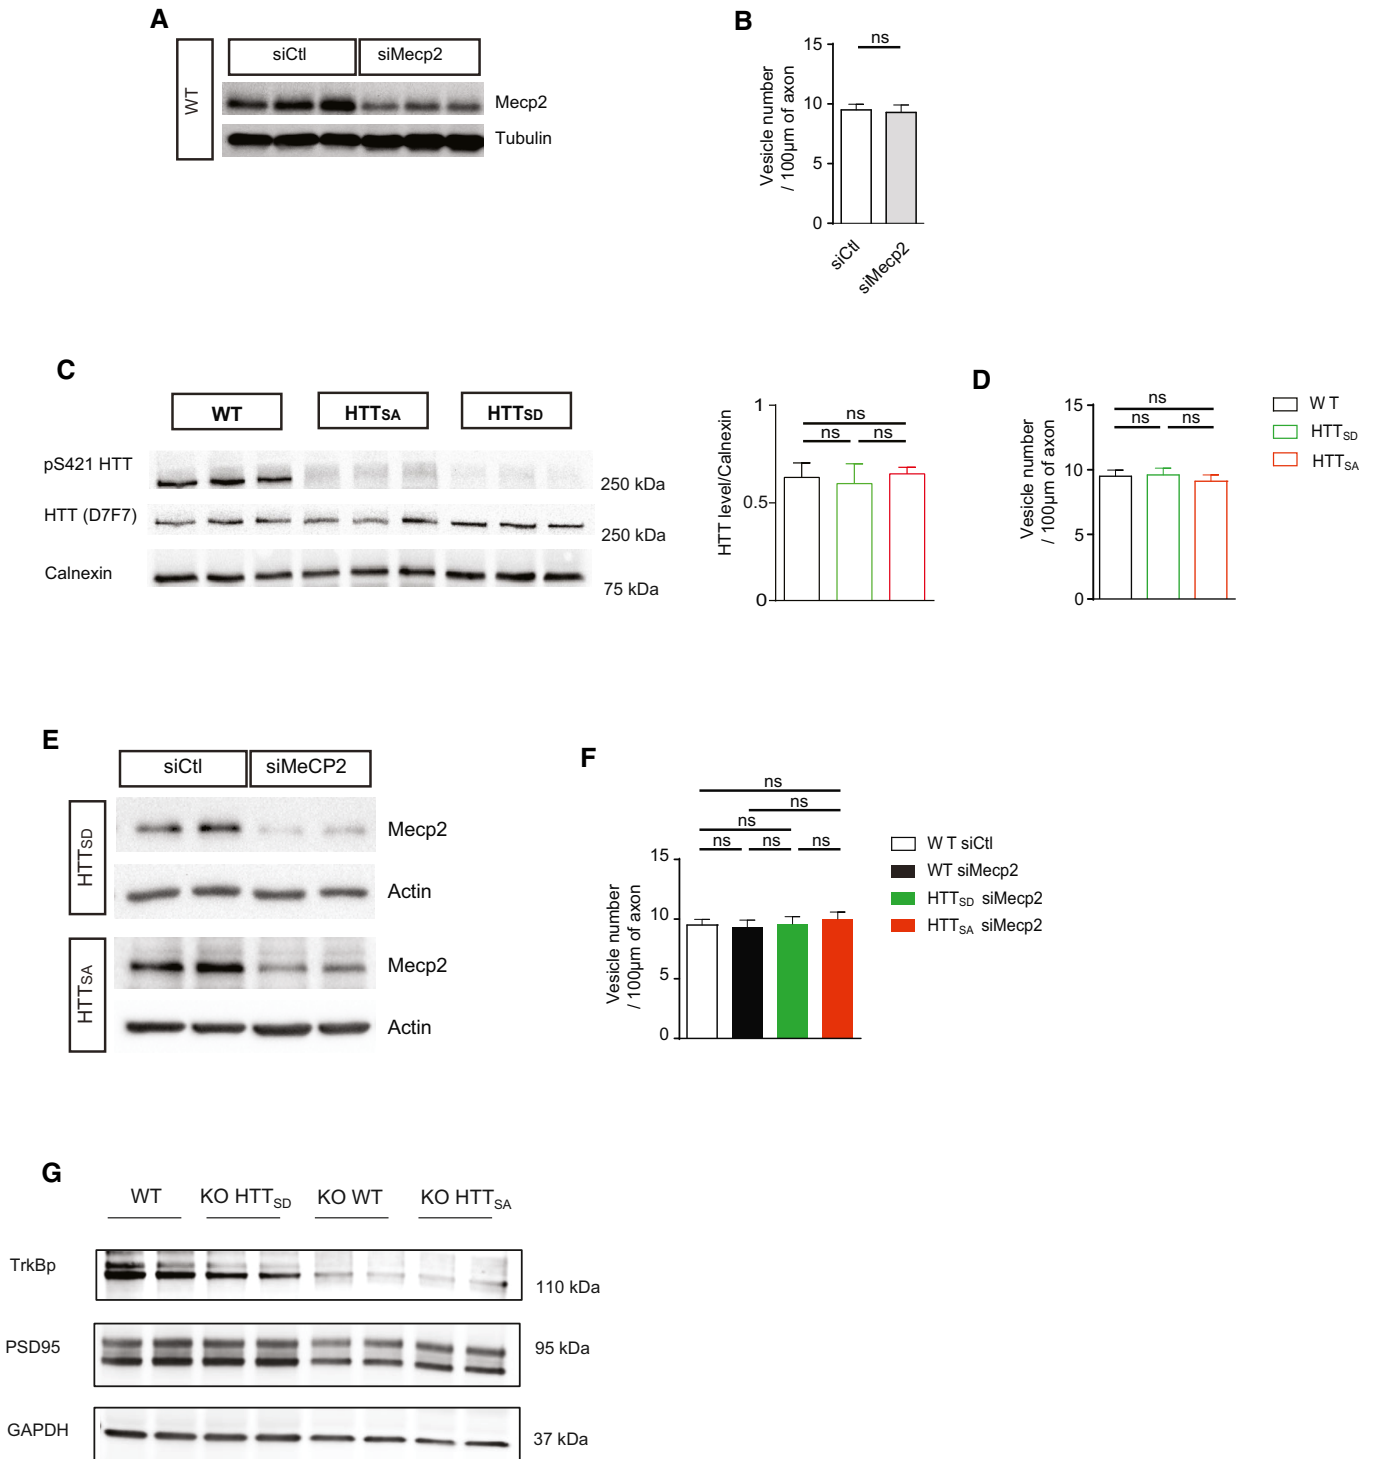 A
siCtl
siMecp2
WT
Mecp2
Tubulin
B
ns
Vesicle number
/ 100µm of axon
15
10
5
0
siCtl
siMecp2
C
WT
HTTSA
HTTSD
pS421 HTT
250 kDa
HTT (D7F7)
250 kDa
Calnexin
75 kDa
HTT level/Calnexin
1
0.5
0
ns
ns
ns
D
Vesicle number
/ 100µm of axon
15
10
5
0
ns
ns
ns
W T
HTTSD
HTTSA
E
siCtl
siMeCP2
HTTSD
Mecp2
Actin
HTTSA
Mecp2
Actin
F
Vesicle number
/ 100µm of axon
15
10
5
0
ns
ns
ns
ns
ns
ns
W T siCtl
WT siMecp2
HTTSD siMecp2
HTTSA siMecp2
G
WT
KO HTTSD
KO WT
KO HTTSA
TrkBp
110 kDa
PSD95
95 kDa
GAPDH
37 kDa